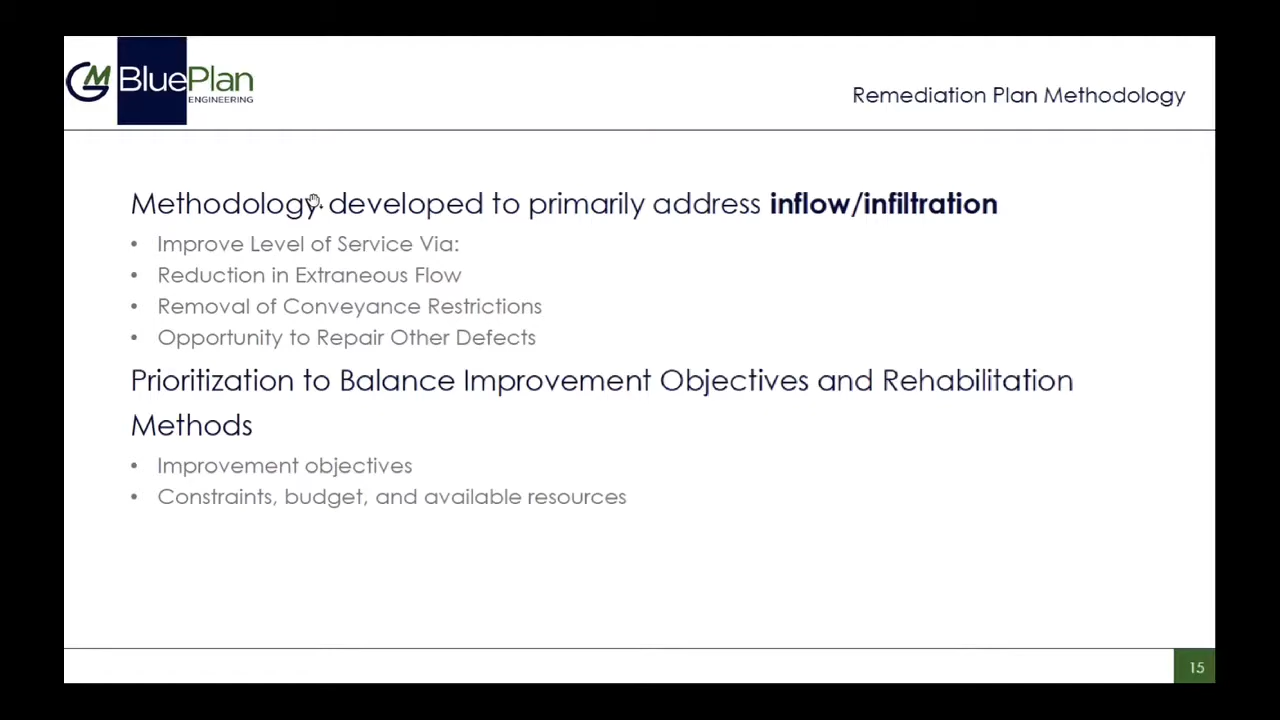 GM BluePlan
ENGINEERING
Remediation Plan Methodology
Methodology developed to primarily address inflow/infiltration
• Improve Level of Service Via:
• Reduction in Extraneous Flow
• Removal of Conveyance Restrictions
• Opportunity to Repair Other Defects
Prioritization to Balance Improvement Objectives and Rehabilitation
Methods
• Improvement objectives
• Constraints, budget, and available resources
15